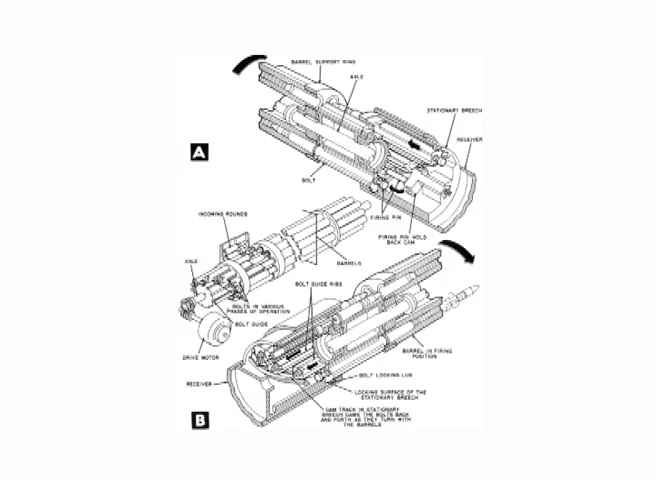 BARREL SUPPORT RING
AXLE
STATIONARY BREECH
RECEIVER
A
BOLT
FIRING PIN
FIRING PIN HOLD
BACK CAM
INCOMING ROUNDS
AXLE
BARRELS
BOLT GUIDE RIBS
BOLTS IN VARIOUS
PHASES OF OPERATION
BOLT GUIDE
DRIVE MOTOR
BARREL IN FIRING
POSITION
RECEIVER
BOLT LOCKING LUG
LOCKING SURFACE OF THE
STATIONARY BREECH
B
CAM TRACK IN STATIONARY
BREECH CAMS THE BOLTS BACK
AND FORTH AS THEY TURN WITH
THE BARRELS